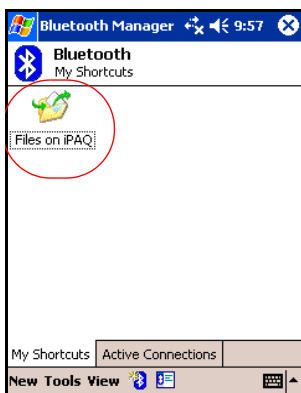 Bluetooth Manager 9:57
Bluetooth
My Shortcuts
Files on iPAQ
My Shortcuts Active Connections
New Tools View